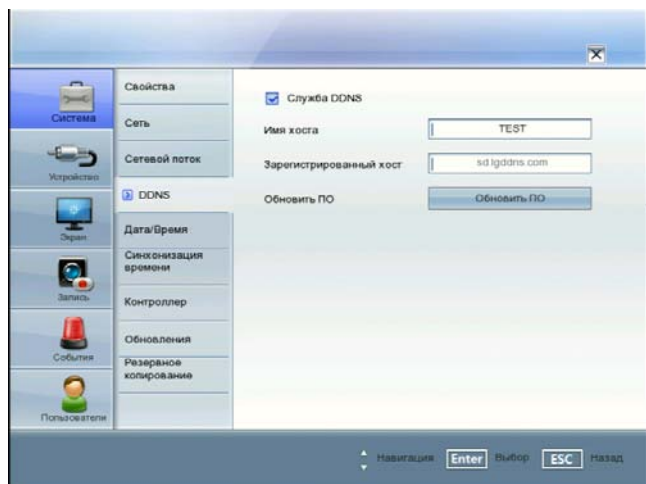 Система
Устройство
Экран
Запись
События
Пользователи
Свойства
Сеть
Сетевой поток
DDNS
Дата/Время
Синхонизация
времени
Контроллер
Обновления
Резервное
копирование
Служба DDNS
Имя хоста TEST
Зарегистрированный хост sd.lgddns.com
Обновить ПО Обновить ПО
Навигация Enter Выбор ESC Назад